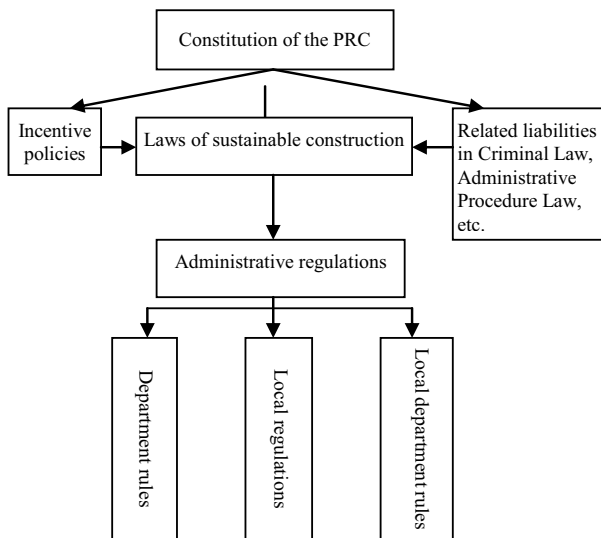 Constitution of the PRC
Incentive
policies
Laws of sustainable construction
Related liabilities
in Criminal Law,
Administrative
Procedure Law,
etc.
Administrative regulations
Department rules
Local regulations
Local department rules